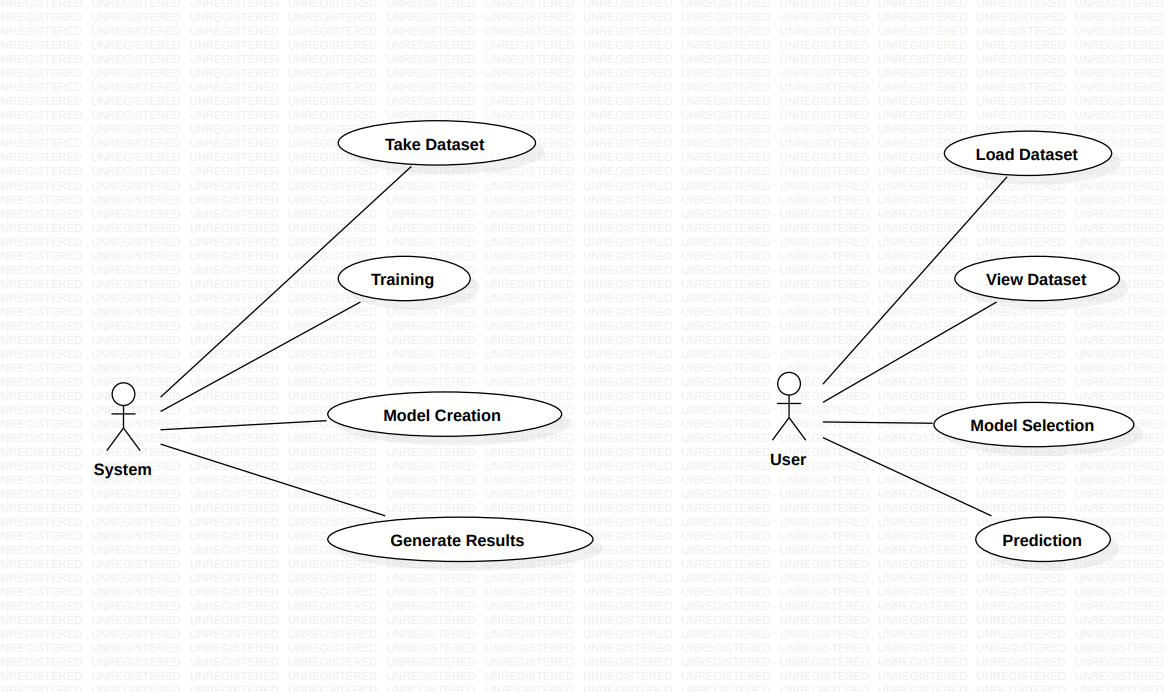 Take Dataset
Training
Model Creation
Generate Results
System
Load Dataset
View Dataset
Model Selection
Prediction
User
UNREGISTERED